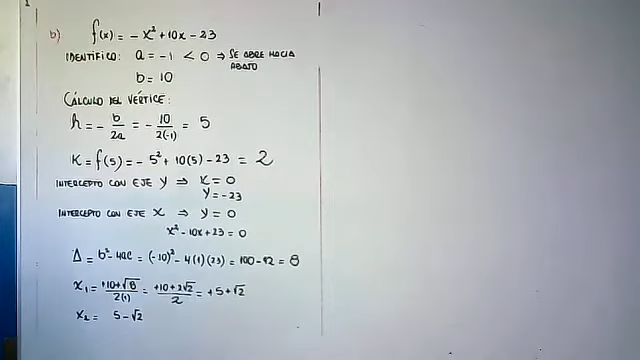 b) f(x) = - x² + 10x - 23
IDENTIFICO: a = -1 < 0 ⇒ SE ABRE HACIA
ABAJO
b = 10
CÁLCULO DEL VÉRTICE:
h = - b/2a = - 10/2(-1) = 5
K = f(5) = - 5² + 10(5) - 23 = 2
INTERCEPTO CON EJE Y ⇒ X = 0
Y = -23
INTERCEPTO CON EJE X ⇒ Y = 0
x² - 10x + 23 = 0
Δ = b² - 4ac = (-10)² - 4(1)(23) = 100 - 92 = 8
X₁ = +10+√8/2(1) = +10+2√2/2 = +5+√2
X₂ = 5-√2